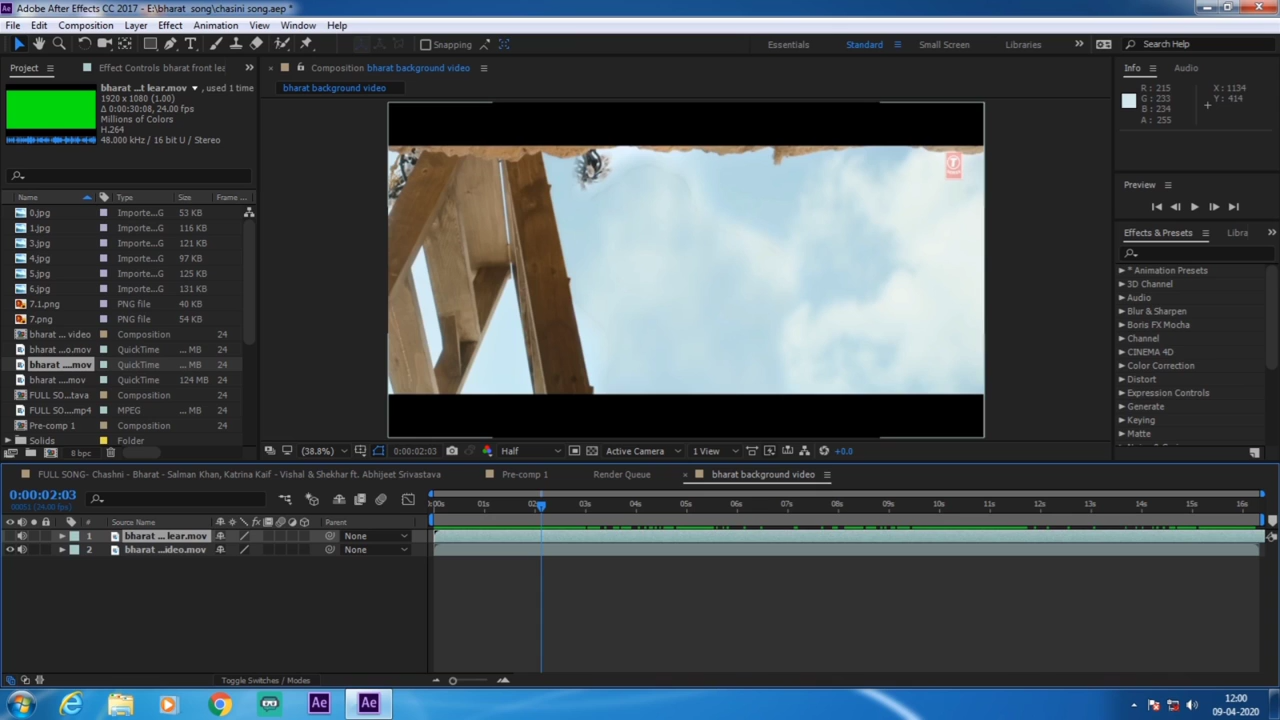 Adobe After Effects CC 2017 - E:\bharat song\chasini song.aep *
File Edit Composition Layer Effect Animation View Window Help
Snapping
Essentials Standard Small Screen Libraries Search Help
Project Effect Controls bharat front lea
Composition bharat background video
Info Audio
bharat ...t lear.mov , used 1 time
1920 x 1080 (1.00)
Δ 0:00:30:08, 24.00 fps
Millions of Colors
H.264
48.000 kHz / 16 bit U / Stereo
bharat background video
R : 215
G : 233
B : 234
A : 255
X : 1134
Y : 414
Preview
Name Type Size Frame ...
0.jpg Importe...G 53 KB
1.jpg Importe...G 116 KB
3.jpg Importe...G 121 KB
4.jpg Importe...G 97 KB
5.jpg Importe...G 125 KB
6.jpg Importe...G 131 KB
7.1.png PNG file 40 KB
7.png PNG file 54 KB
bharat ... video Composition 24
bharat ...o.mov QuickTime ... MB 24
bharat ....mov QuickTime ... MB 24
bharat ....mov QuickTime 124 MB 24
FULL SO...tava Composition 24
FULL SO....mp4 MPEG ... MB 24
Pre-comp 1 Composition 24
Solids Folder
8 bpc
Effects & Presets Libra
* Animation Presets
3D Channel
Audio
Blur & Sharpen
Boris FX Mocha
Channel
CINEMA 4D
Color Correction
Distort
Expression Controls
Generate
Keying
Matte
(38.8%) 0:00:02:03 Half Active Camera 1 View +0.0
FULL SONG- Chashni - Bharat - Salman Khan, Katrina Kaif - Vishal & Shekhar ft. Abhijeet Srivastava Pre-comp 1 Render Queue bharat background video
0:00:02:03
00051 (24.00 fps)
:00s 01s 02s 03s 04s 05s 06s 07s 08s 09s 10s 11s 12s 13s 14s 15s 16s
# Source Name fx Parent
1 bharat ... lear.mov None
2 bharat ...ideo.mov None
Toggle Switches / Modes
Ae Ae
12:00
09-04-2020